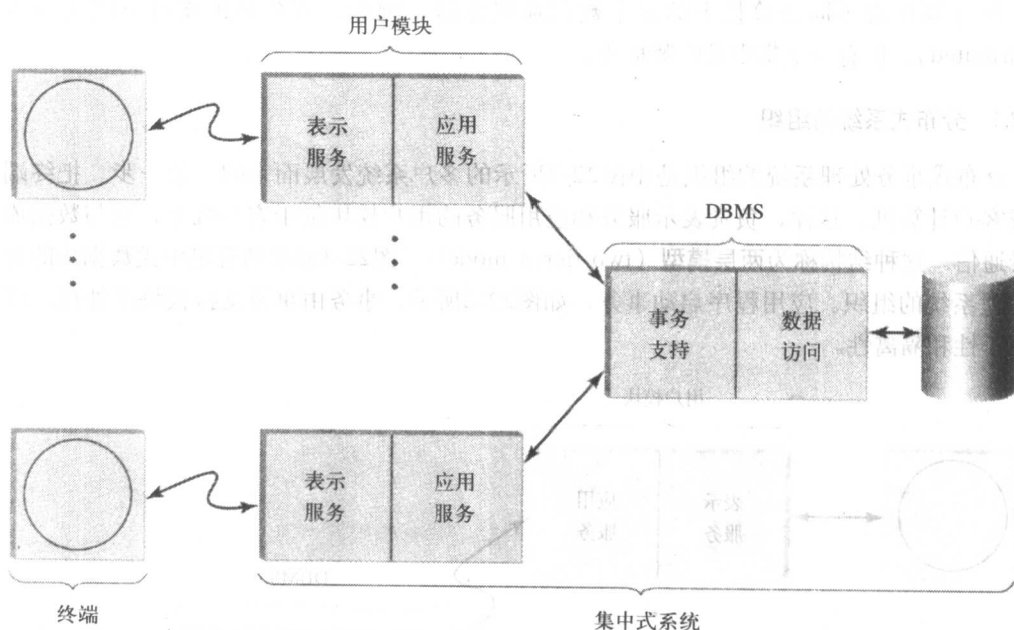 用户模块
表示
服务
应用
服务
DBMS
事务
支持
数据
访问
表示
服务
应用
服务
终端
集中式系统